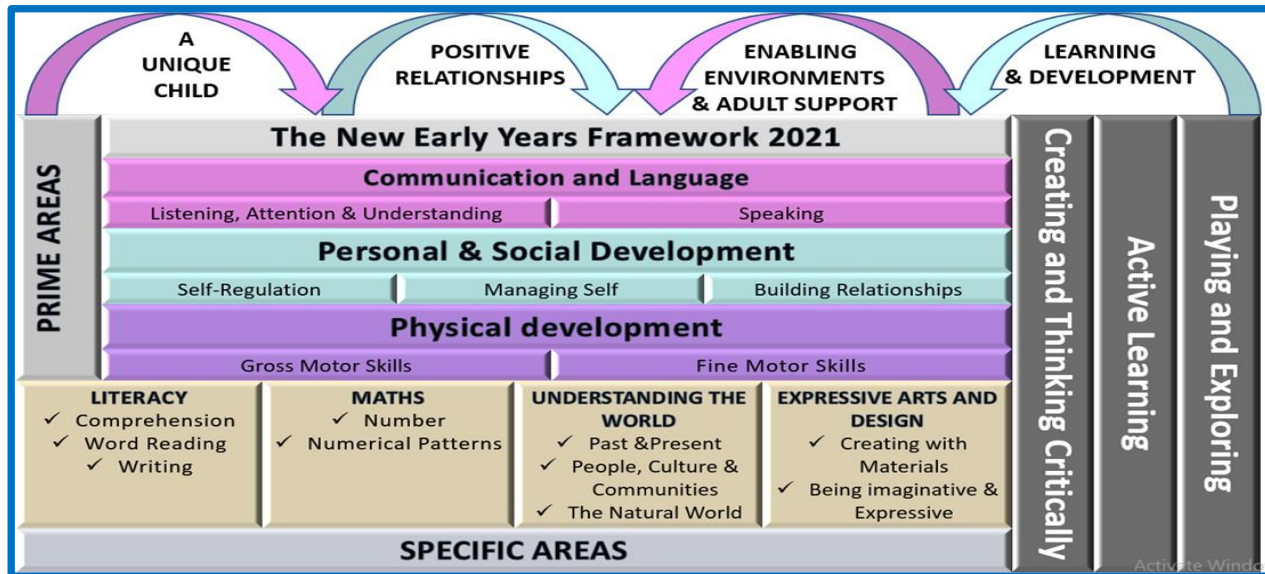 A
UNIQUE
CHILD
POSITIVE
RELATIONSHIPS
ENABLING
ENVIRONMENTS
& ADULT SUPPORT
LEARNING
& DEVELOPMENT
PRIME AREAS
The New Early Years Framework 2021
Communication and Language
Listening, Attention & Understanding
Speaking
Personal & Social Development
Self-Regulation
Managing Self
Building Relationships
Physical development
Gross Motor Skills
Fine Motor Skills
LITERACY
✓ Comprehension
✓ Word Reading
✓ Writing
MATHS
✓ Number
✓ Numerical Patterns
UNDERSTANDING THE
WORLD
✓ Past &Present
✓ People, Culture &
Communities
✓ The Natural World
EXPRESSIVE ARTS AND
DESIGN
✓ Creating with
Materials
✓ Being imaginative &
Expressive
SPECIFIC AREAS
Creating and Thinking Critically
Active Learning
Playing and Exploring
Activate Windo